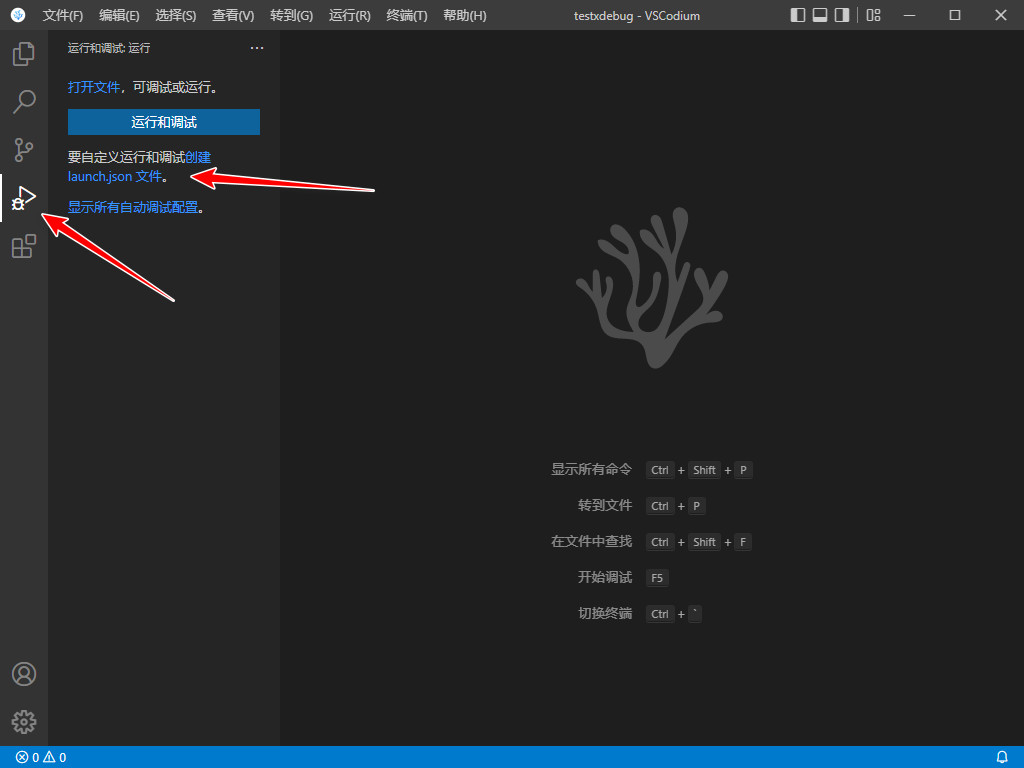 文件(F) 编辑(E) 选择(S) 查看(V) 转到(G) 运行(R) 终端(T) 帮助(H) testxdebug - VSCodium
运行和调试: 运行 ···
打开文件，可调试或运行。
运行和调试
要自定义运行和调试创建
launch.json 文件。
显示所有自动调试配置。
显示所有命令 Ctrl + Shift + P
转到文件 Ctrl + P
在文件中查找 Ctrl + Shift + F
开始调试 F5
切换终端 Ctrl + `
0 0